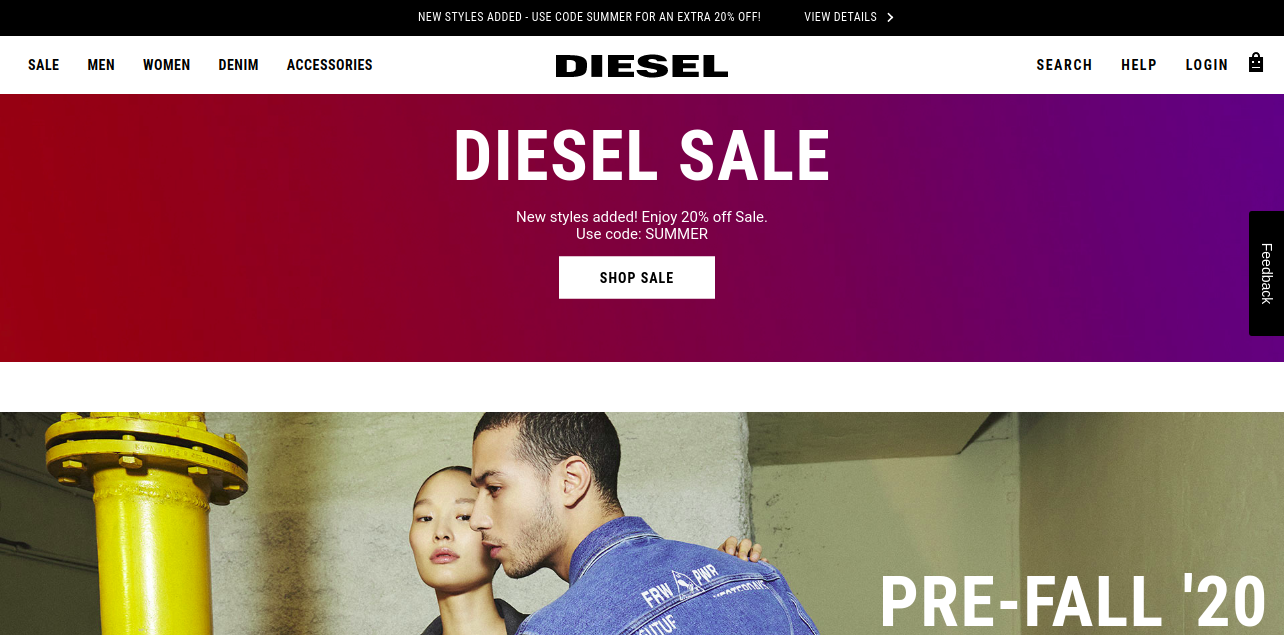 NEW STYLES ADDED - USE CODE SUMMER FOR AN EXTRA 20% OFF! VIEW DETAILS
SALE MEN WOMEN DENIM ACCESSORIES DIESEL SEARCH HELP LOGIN
DIESEL SALE
New styles added! Enjoy 20% off Sale.
Use code: SUMMER
SHOP SALE
Feedback
FRW PWR
PRE-FALL '20